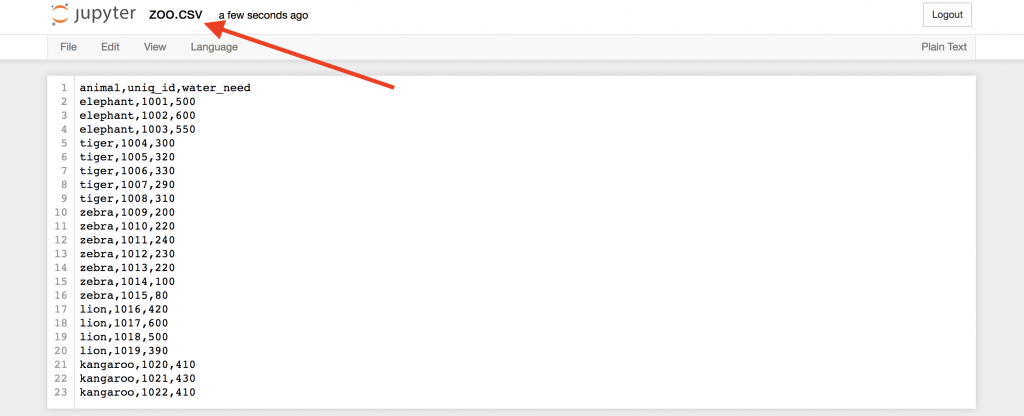 jupyter ZOO.CSV a few seconds ago Logout
File Edit View Language Plain Text
1 animal,uniq_id,water_need
2 elephant,1001,500
3 elephant,1002,600
4 elephant,1003,550
5 tiger,1004,300
6 tiger,1005,320
7 tiger,1006,330
8 tiger,1007,290
9 tiger,1008,310
10 zebra,1009,200
11 zebra,1010,220
12 zebra,1011,240
13 zebra,1012,230
14 zebra,1013,220
15 zebra,1014,100
16 zebra,1015,80
17 lion,1016,420
18 lion,1017,600
19 lion,1018,500
20 lion,1019,390
21 kangaroo,1020,410
22 kangaroo,1021,430
23 kangaroo,1022,410